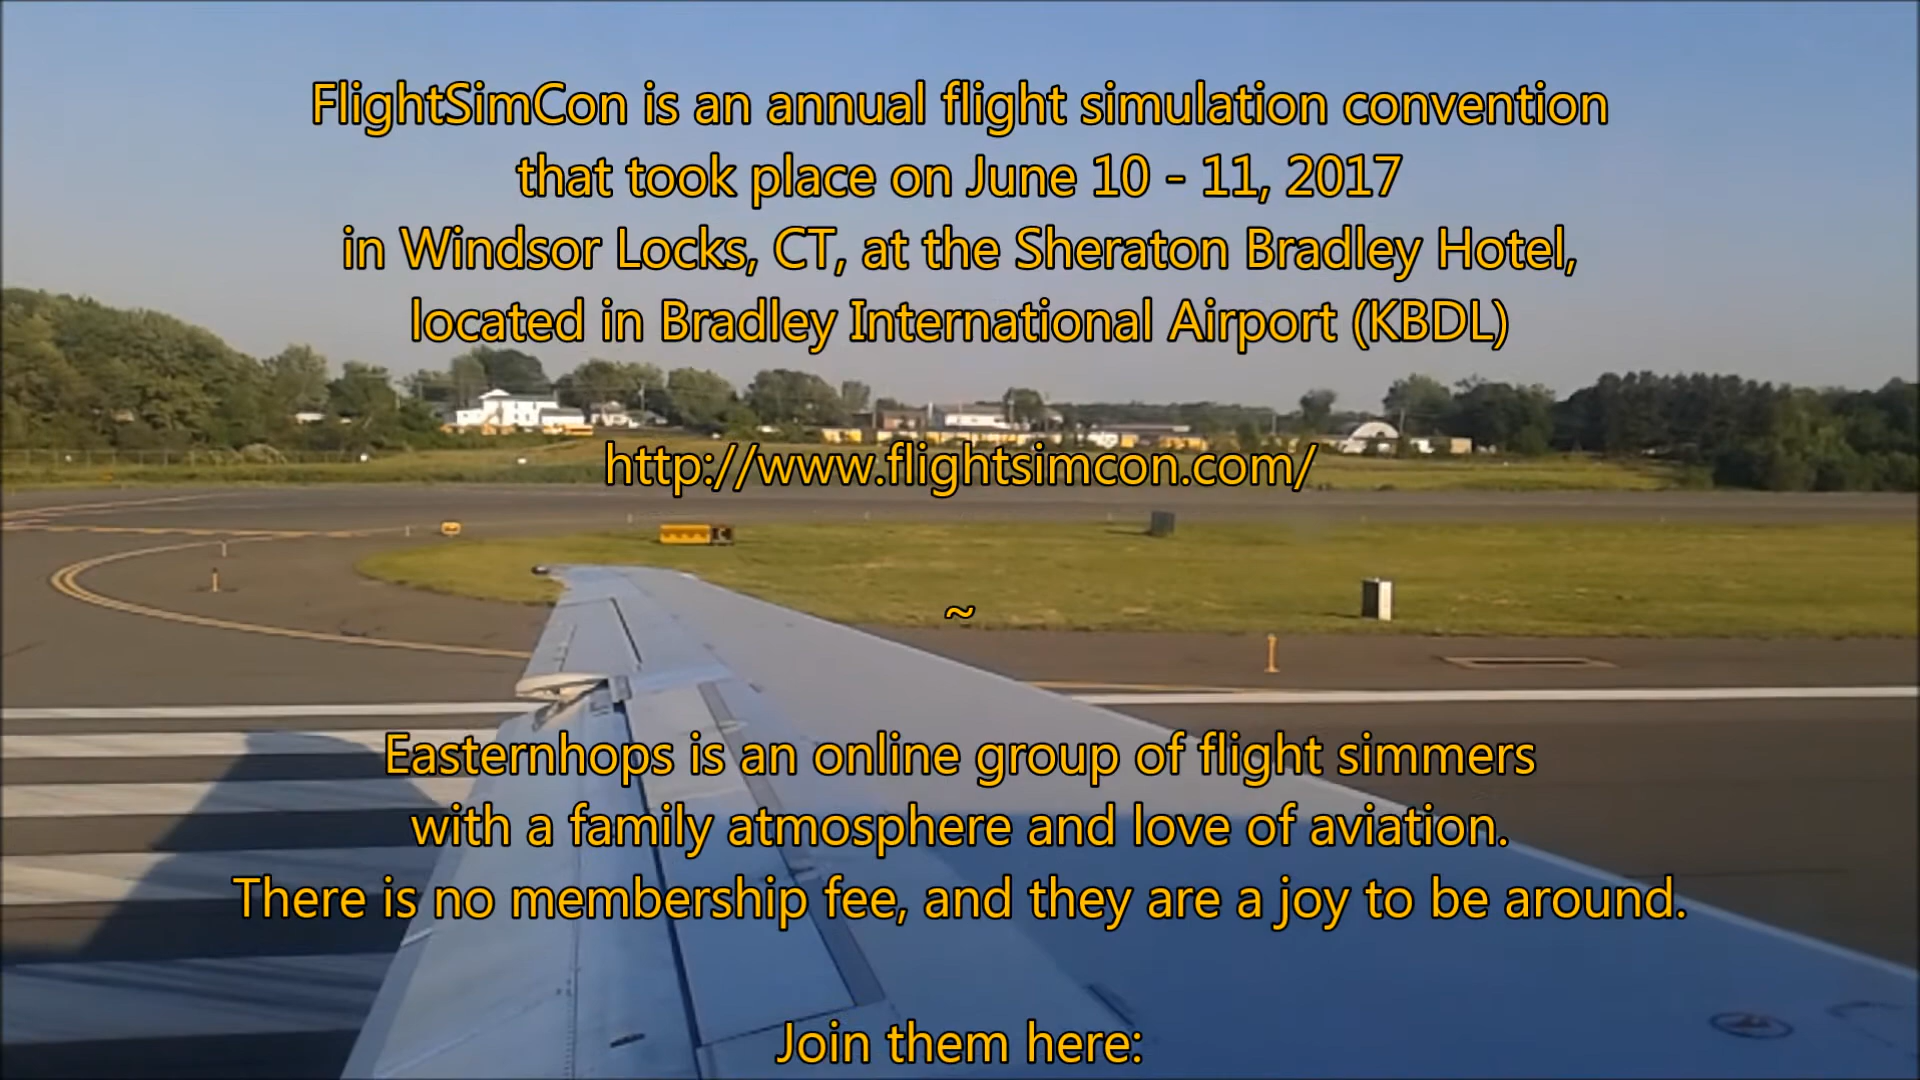 FlightSimCon is an annual flight simulation convention
that took place on June 10 - 11, 2017
in Windsor Locks, CT, at the Sheraton Bradley Hotel,
located in Bradley International Airport (KBDL)
http://www.flightsimcon.com/
~
Easternhops is an online group of flight simmers
with a family atmosphere and love of aviation.
There is no membership fee, and they are a joy to be around.
Join them here: